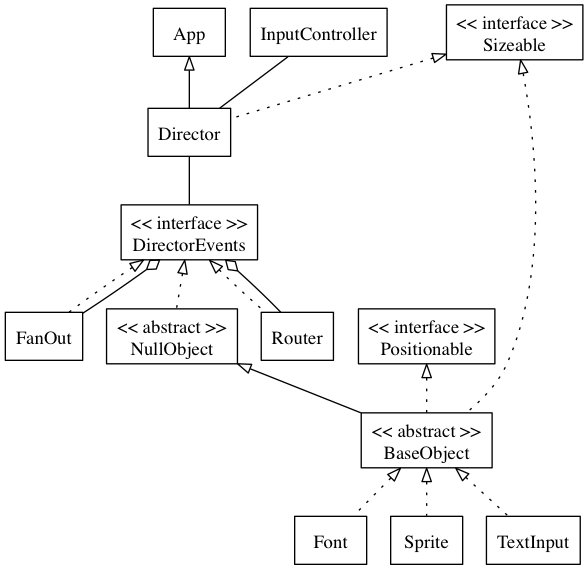 App
InputController
<< interface >>
Sizeable
Director
<< interface >>
DirectorEvents
FanOut
<< abstract >>
NullObject
Router
<< interface >>
Positionable
<< abstract >>
BaseObject
Font
Sprite
TextInput